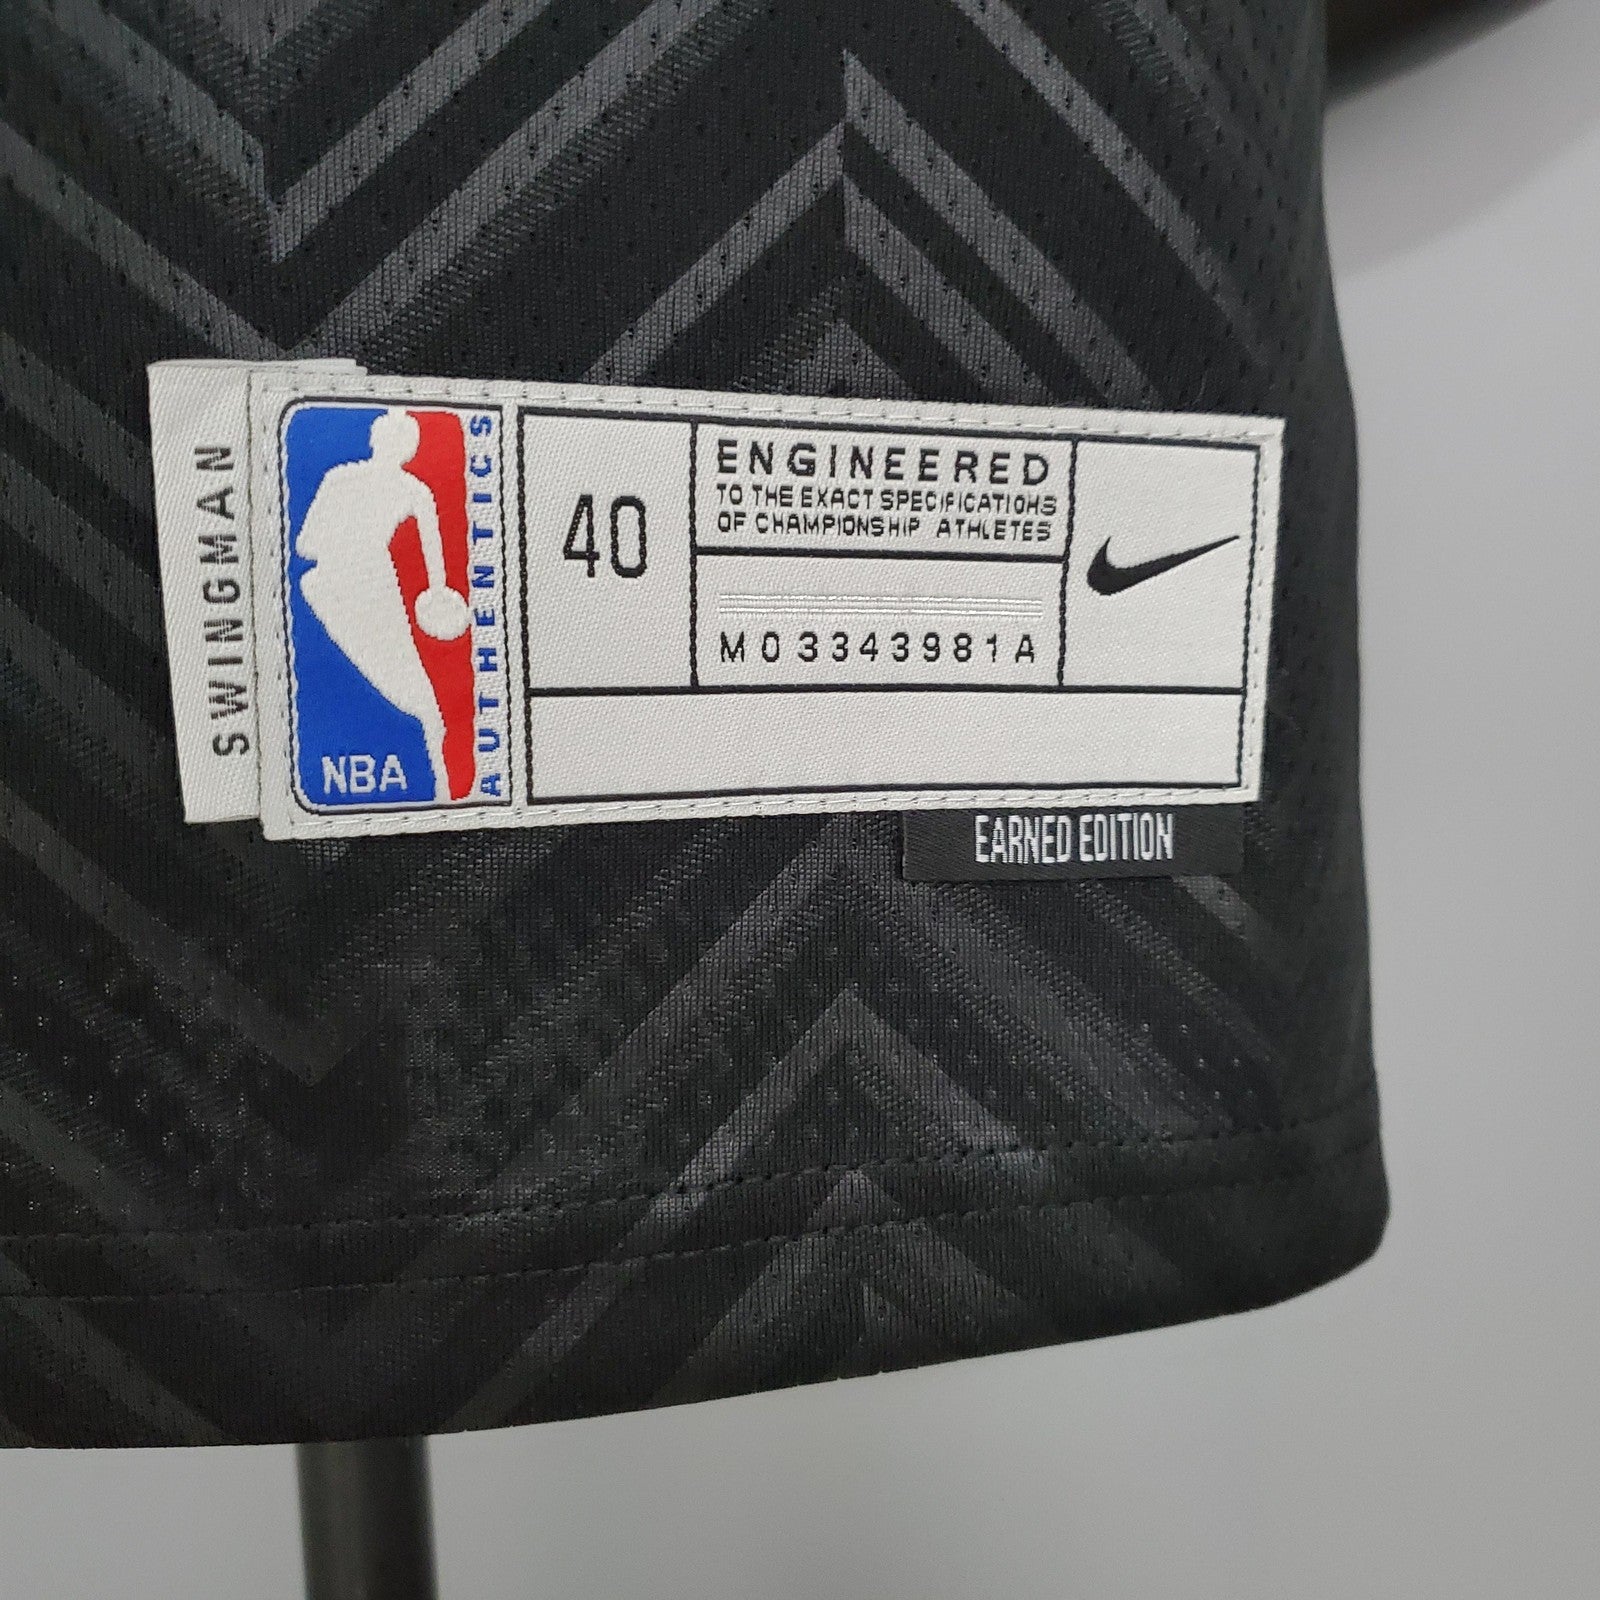 SWINGMAN
NBA
AUTHENTICS
40
ENGINEERED
TO THE EXACT SPECIFICATIONS
OF CHAMPIONSHIP ATHLETES
M03343981A
EARNED EDITION